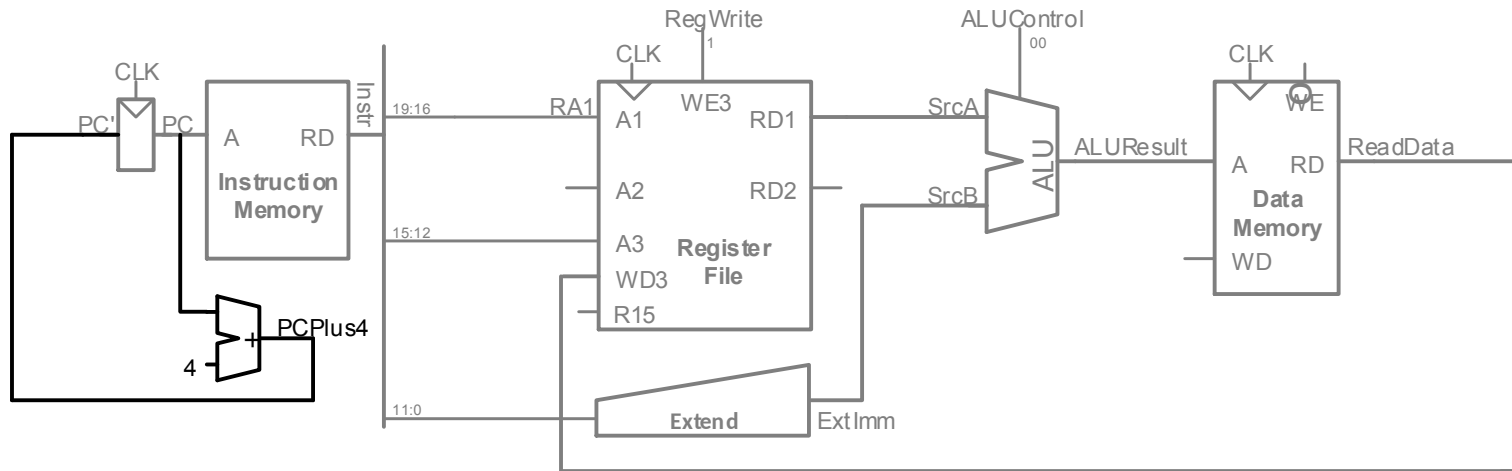 RegWrite
1
ALUControl
00
CLK
CLK
CLK
PC'
PC
A
RD
Instruction
Memory
Instr
19:16
RA1
A1
WE3
RD1
SrcA
A2
RD2
SrcB
15:12
A3
Register
File
WD3
R15
ALU
ALUResult
WE
0
A
RD
ReadData
Data
Memory
WD
PCPlus4
+
4
11:0
Extend
ExtImm